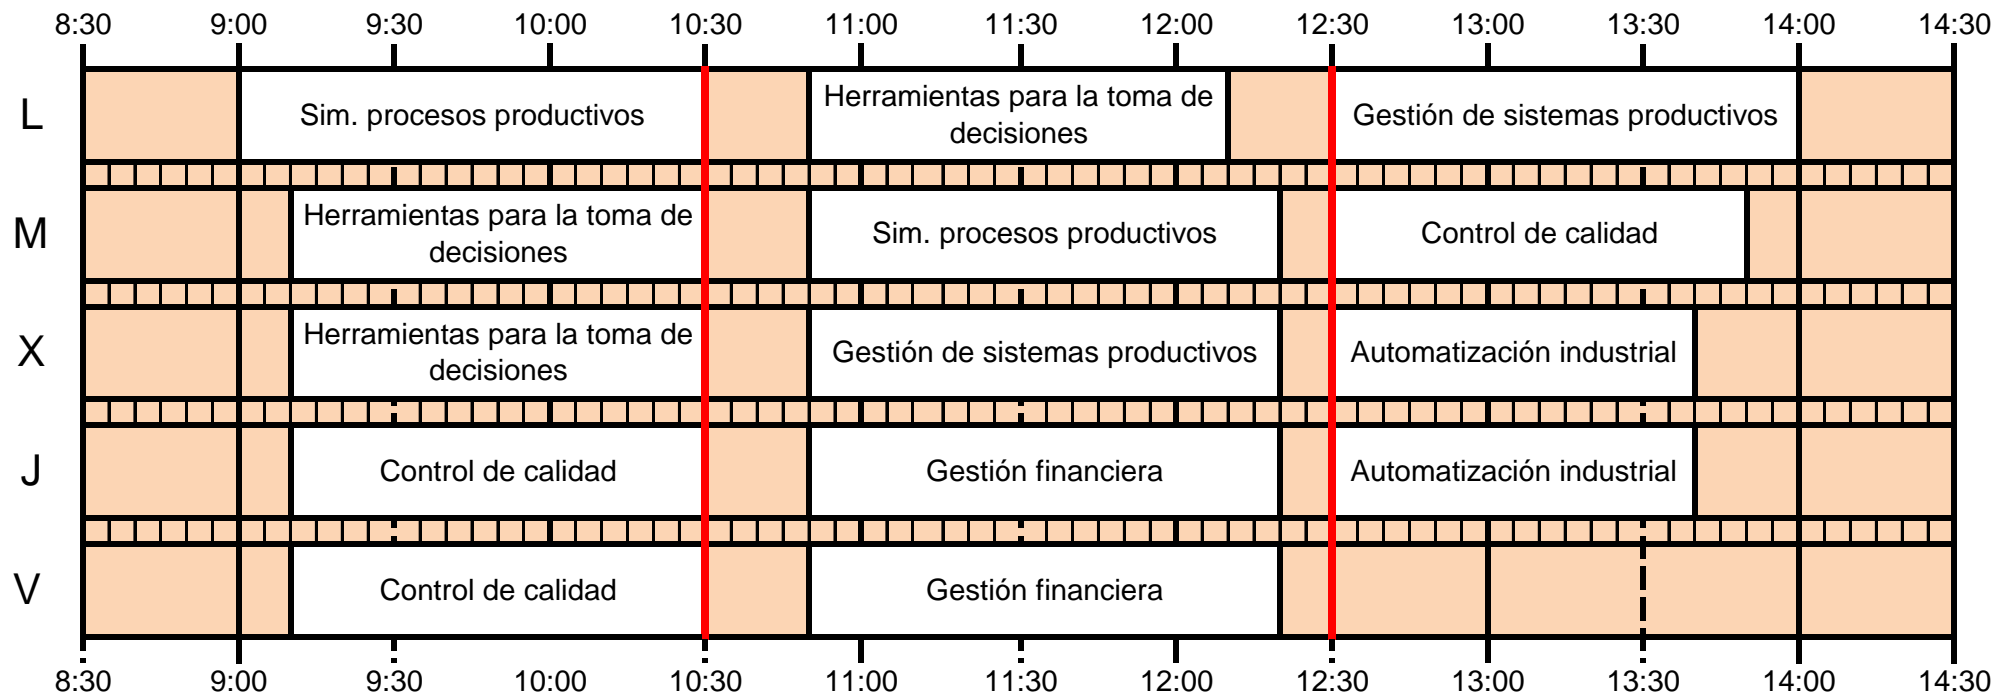 8:30 9:00 9:30 10:00 10:30 11:00 11:30 12:00 12:30 13:00 13:30 14:00 14:30
L
Sim. procesos productivos
Herramientas para la toma de
decisiones
Gestión de sistemas productivos
M
Herramientas para la toma de
decisiones
Sim. procesos productivos
Control de calidad
X
Herramientas para la toma de
decisiones
Gestión de sistemas productivos
Automatización industrial
J
Control de calidad
Gestión financiera
Automatización industrial
V
Control de calidad
Gestión financiera
8:30 9:00 9:30 10:00 10:30 11:00 11:30 12:00 12:30 13:00 13:30 14:00 14:30